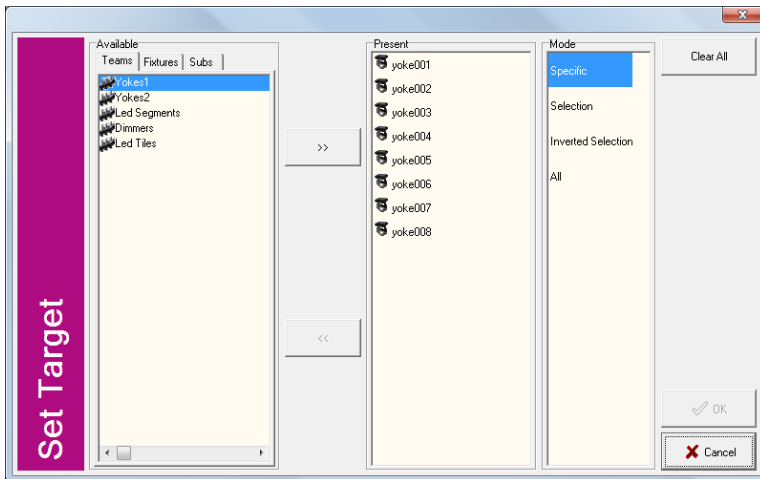 Set Target
Available
Teams
Fixtures
Subs
Yokes1
Yokes2
Led Segments
Dimmers
Led Tiles
>>
<<
Present
yoke001
yoke002
yoke003
yoke004
yoke005
yoke006
yoke007
yoke008
Mode
Specific
Selection
Inverted Selection
All
Clear All
OK
Cancel